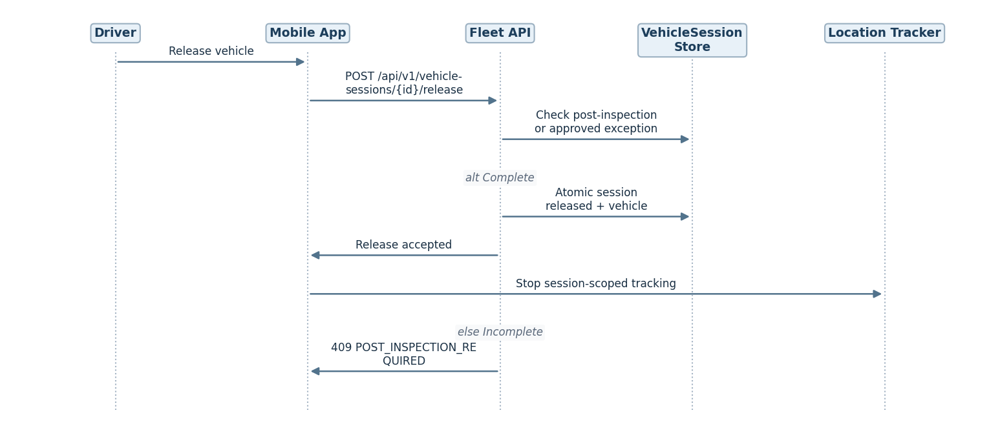 Driver
Mobile App
Fleet API
VehicleSession
Store
Location Tracker
Release vehicle
POST /api/v1/vehicle-
sessions/{id}/release
Check post-inspection
or approved exception
alt Complete
Atomic session
released + vehicle
Release accepted
Stop session-scoped tracking
else Incomplete
409 POST_INSPECTION_RE
QUIRED